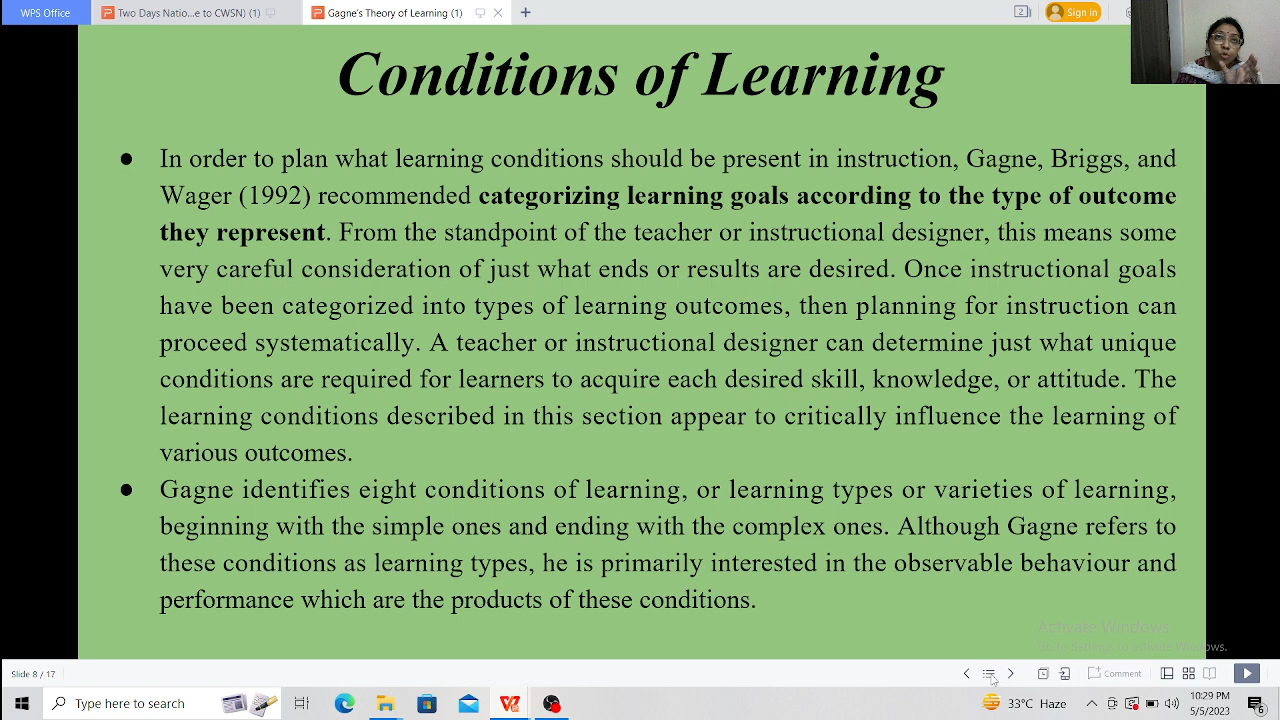 WPS Office
Two Days Natio...e to CWSN) (1)
Gagne's Theory of Learning (1)
Sign in
Conditions of Learning
● In order to plan what learning conditions should be present in instruction, Gagne, Briggs, and
Wager (1992) recommended categorizing learning goals according to the type of outcome
they represent. From the standpoint of the teacher or instructional designer, this means some
very careful consideration of just what ends or results are desired. Once instructional goals
have been categorized into types of learning outcomes, then planning for instruction can
proceed systematically. A teacher or instructional designer can determine just what unique
conditions are required for learners to acquire each desired skill, knowledge, or attitude. The
learning conditions described in this section appear to critically influence the learning of
various outcomes.
● Gagne identifies eight conditions of learning, or learning types or varieties of learning,
beginning with the simple ones and ending with the complex ones. Although Gagne refers to
these conditions as learning types, he is primarily interested in the observable behaviour and
performance which are the products of these conditions.
Activate Windows
Go to Settings to activate Windows.
Slide 8 / 17
Comment
Type here to search
33°C Haze
10:29 PM
5/5/2023
6